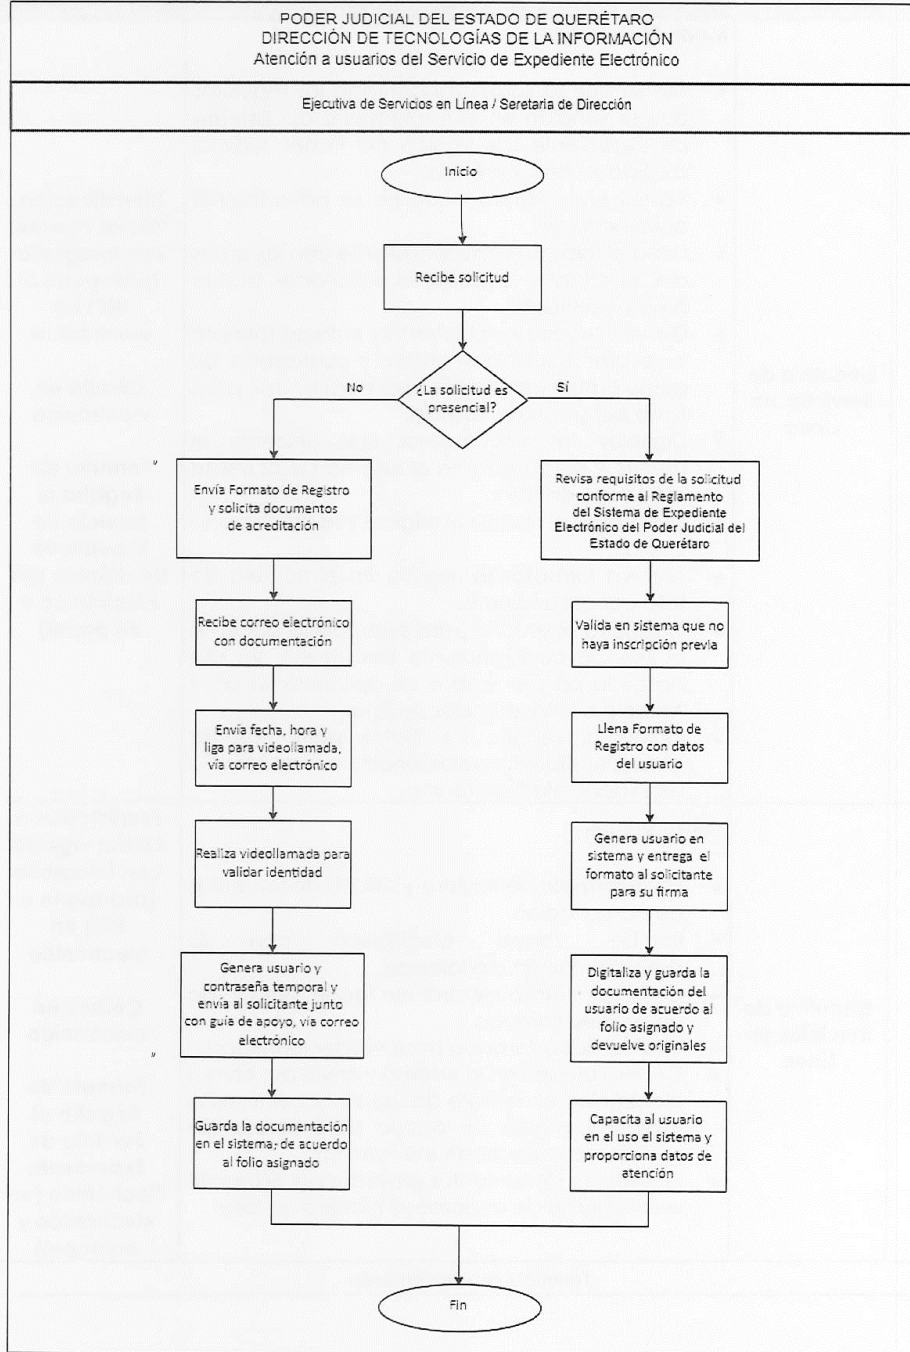 PODER JUDICIAL DEL ESTADO DE QUERÉTARO
DIRECCIÓN DE TECNOLOGÍAS DE LA INFORMACIÓN
Atención a usuarios del Servicio de Expediente Electrónico
Ejecutiva de Servicios en Línea / Seretaria de Dirección
Inicio
Recibe solicitud
¿La solicitud es
presencial?
No
Sí
Envía Formato de Registro
y solicita documentos
de acreditación
Recibe correo electrónico
con documentación
Envía fecha, hora y
liga para videollamada,
vía correo electrónico
Realiza videollamada para
validar identidad
Genera usuario y
contraseña temporal y
envía al solicitante junto
con guía de apoyo, vía correo
electrónico
Guarda la documentación
en el sistema, de acuerdo
al folio asignado
Revisa requisitos de la solicitud
conforme al Reglamento
del Sistema de Expediente
Electrónico del Poder Judicial del
Estado de Querétaro
Valida en sistema que no
haya inscripción previa
Llena Formato de
Registro con datos
del usuario
Genera usuario en
sistema y entrega el
formato al solicitante
para su firma
Digitaliza y guarda la
documentación del
usuario de acuerdo al
folio asignado y
devuelve originales
Capacita al usuario
en el uso el sistema y
proporciona datos de
atención
Fin